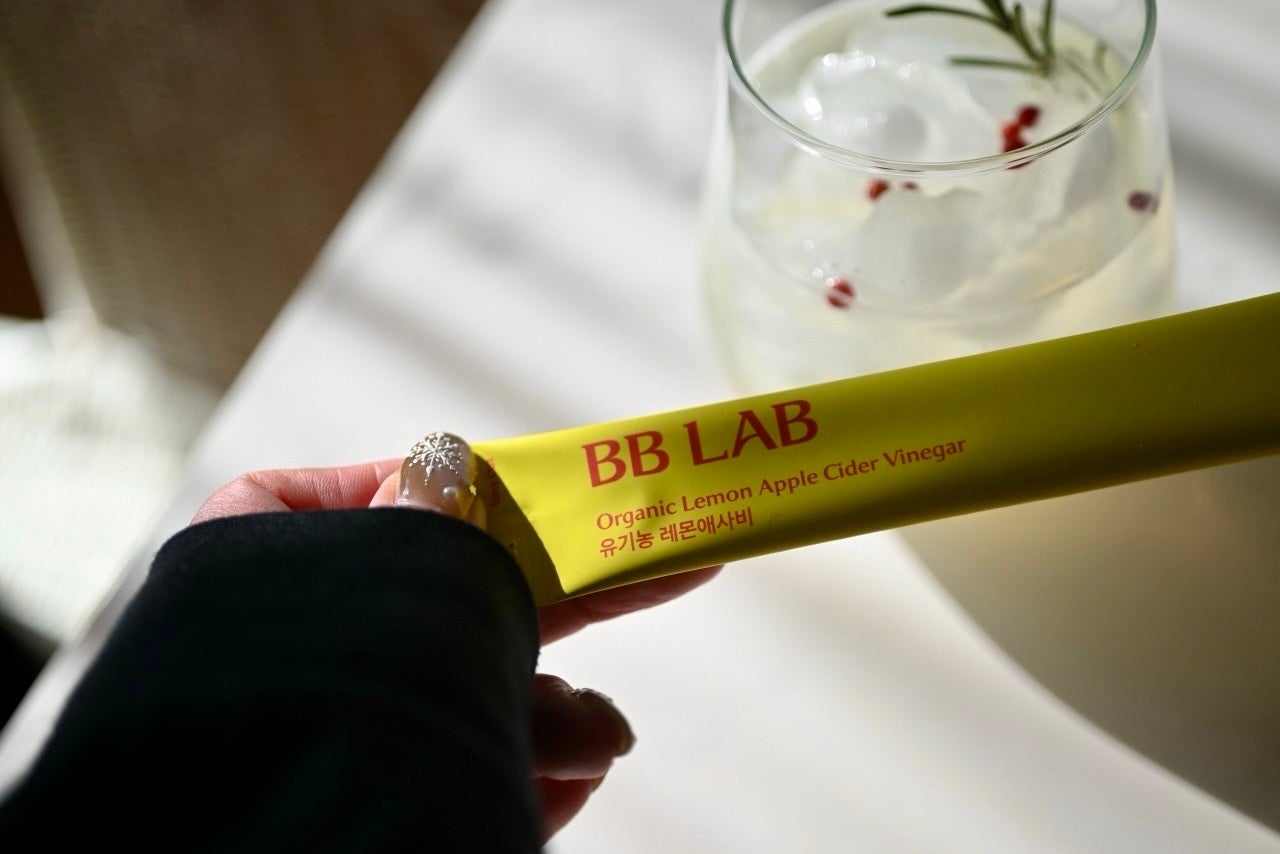 BB LAB
Organic Lemon Apple Cider Vinegar
유기농 레몬애사비